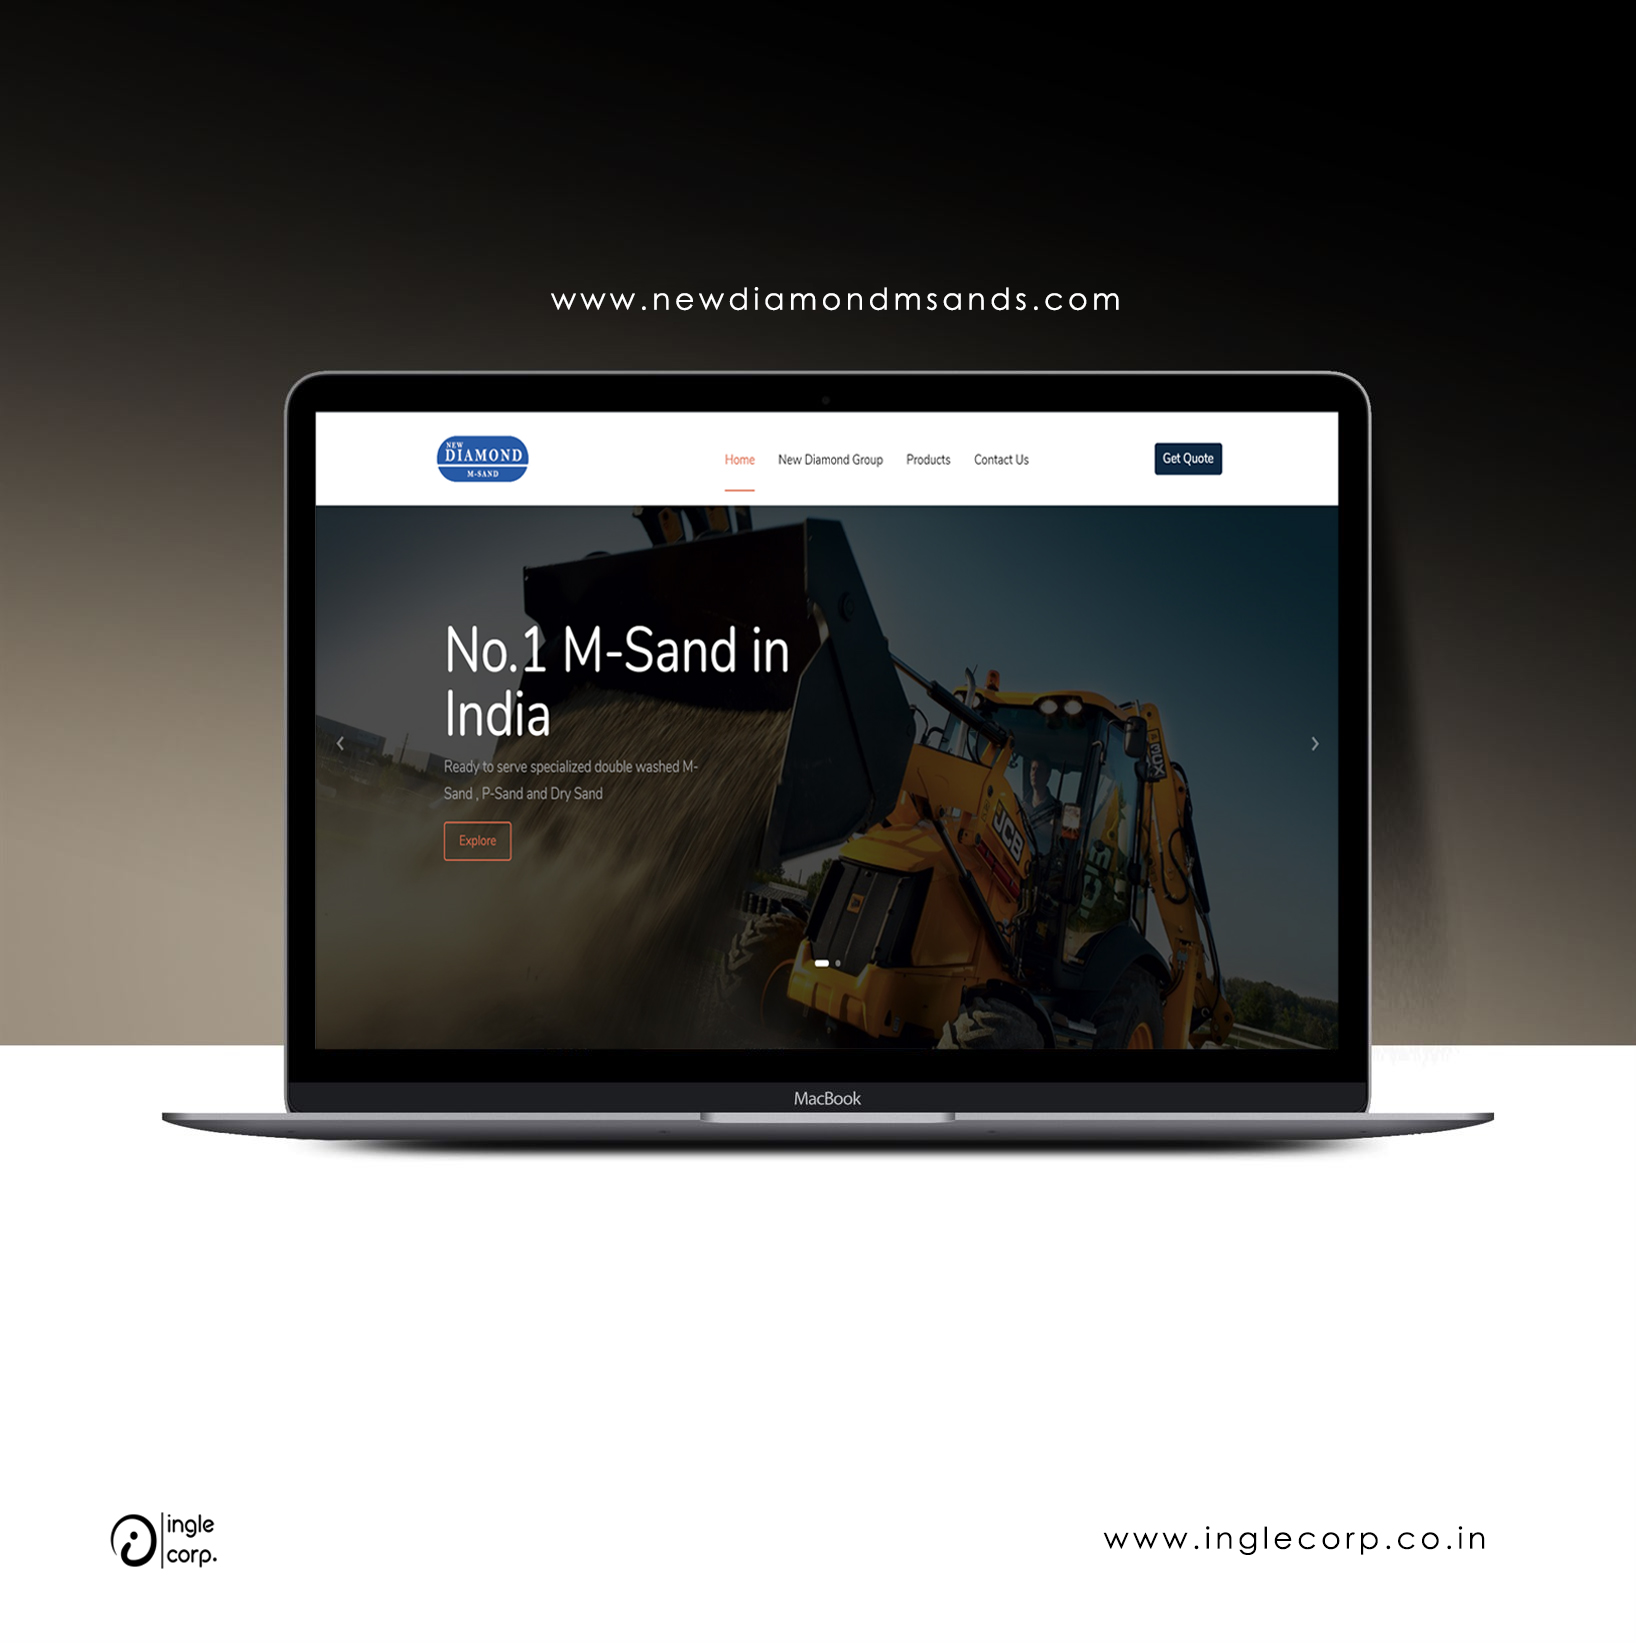 www.newdiamondmsands.com
NEW
DIAMOND
M-SAND
Home New Diamond Group Products Contact Us
Get Quote
No.1 M-Sand in
India
Ready to serve specialized double washed M-
Sand , P-Sand and Dry Sand
Explore
JCB
3CX
MacBook
ingle
corp.
www.inglecorp.co.in